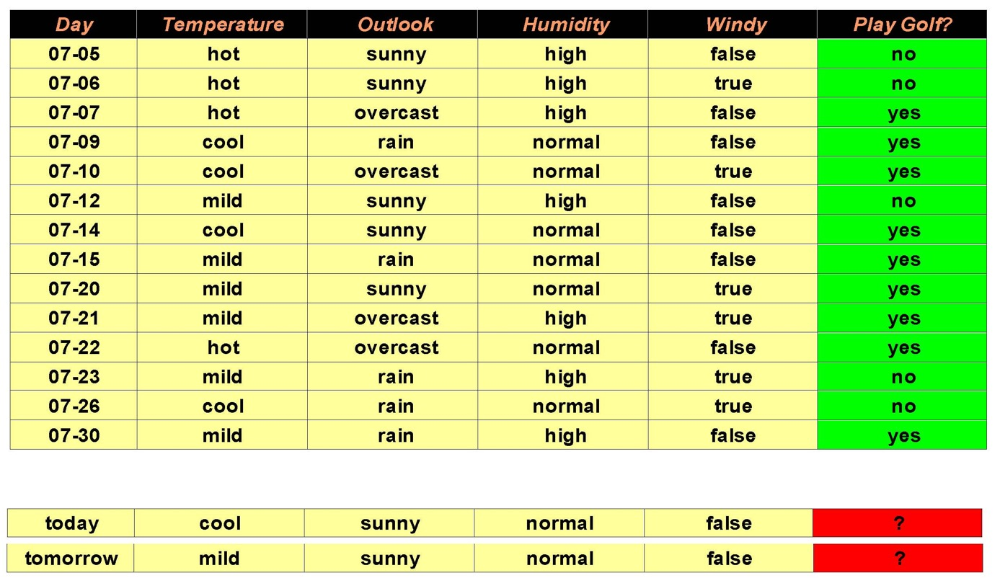 Day Temperature Outlook Humidity Windy Play Golf?
07-05 hot sunny high false no
07-06 hot sunny high true no
07-07 hot overcast high false yes
07-09 cool rain normal false yes
07-10 cool overcast normal true yes
07-12 mild sunny high false no
07-14 cool sunny normal false yes
07-15 mild rain normal false yes
07-20 mild sunny normal true yes
07-21 mild overcast high true yes
07-22 hot overcast normal false yes
07-23 mild rain high true no
07-26 cool rain normal true no
07-30 mild rain high false yes
today cool sunny normal false ?
tomorrow mild sunny normal false ?